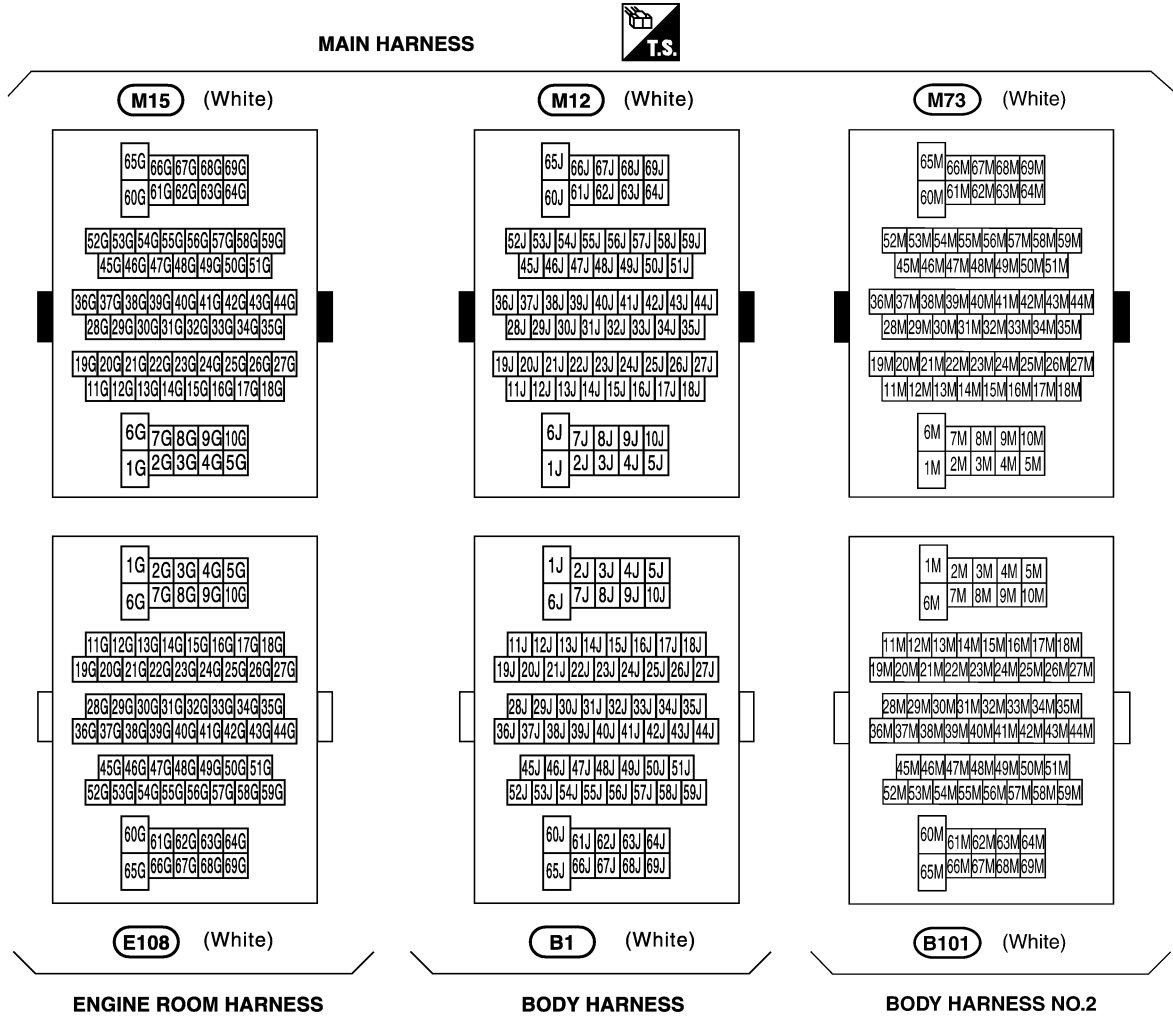 MAIN HARNESS
T.S.
M15 (White)
65G 66G 67G 68G 69G
60G 61G 62G 63G 64G
52G 53G 54G 55G 56G 57G 58G 59G
45G 46G 47G 48G 49G 50G 51G
36G 37G 38G 39G 40G 41G 42G 43G 44G
28G 29G 30G 31G 32G 33G 34G 35G
19G 20G 21G 22G 23G 24G 25G 26G 27G
11G 12G 13G 14G 15G 16G 17G 18G
6G 7G 8G 9G 10G
1G 2G 3G 4G 5G
M12 (White)
65J 66J 67J 68J 69J
60J 61J 62J 63J 64J
52J 53J 54J 55J 56J 57J 58J 59J
45J 46J 47J 48J 49J 50J 51J
36J 37J 38J 39J 40J 41J 42J 43J 44J
28J 29J 30J 31J 32J 33J 34J 35J
19J 20J 21J 22J 23J 24J 25J 26J 27J
11J 12J 13J 14J 15J 16J 17J 18J
6J 7J 8J 9J 10J
1J 2J 3J 4J 5J
M73 (White)
65M 66M 67M 68M 69M
60M 61M 62M 63M 64M
52M 53M 54M 55M 56M 57M 58M 59M
45M 46M 47M 48M 49M 50M 51M
36M 37M 38M 39M 40M 41M 42M 43M 44M
28M 29M 30M 31M 32M 33M 34M 35M
19M 20M 21M 22M 23M 24M 25M 26M 27M
11M 12M 13M 14M 15M 16M 17M 18M
6M 7M 8M 9M 10M
1M 2M 3M 4M 5M
1G 2G 3G 4G 5G
6G 7G 8G 9G 10G
11G 12G 13G 14G 15G 16G 17G 18G
19G 20G 21G 22G 23G 24G 25G 26G 27G
28G 29G 30G 31G 32G 33G 34G 35G
36G 37G 38G 39G 40G 41G 42G 43G 44G
45G 46G 47G 48G 49G 50G 51G
52G 53G 54G 55G 56G 57G 58G 59G
60G 61G 62G 63G 64G
65G 66G 67G 68G 69G
E108 (White)
ENGINE ROOM HARNESS
1J 2J 3J 4J 5J
6J 7J 8J 9J 10J
11J 12J 13J 14J 15J 16J 17J 18J
19J 20J 21J 22J 23J 24J 25J 26J 27J
28J 29J 30J 31J 32J 33J 34J 35J
36J 37J 38J 39J 40J 41J 42J 43J 44J
45J 46J 47J 48J 49J 50J 51J
52J 53J 54J 55J 56J 57J 58J 59J
60J 61J 62J 63J 64J
65J 66J 67J 68J 69J
B1 (White)
BODY HARNESS
1M 2M 3M 4M 5M
6M 7M 8M 9M 10M
11M 12M 13M 14M 15M 16M 17M 18M
19M 20M 21M 22M 23M 24M 25M 26M 27M
28M 29M 30M 31M 32M 33M 34M 35M
36M 37M 38M 39M 40M 41M 42M 43M 44M
45M 46M 47M 48M 49M 50M 51M
52M 53M 54M 55M 56M 57M 58M 59M
60M 61M 62M 63M 64M
65M 66M 67M 68M 69M
B101 (White)
BODY HARNESS NO.2